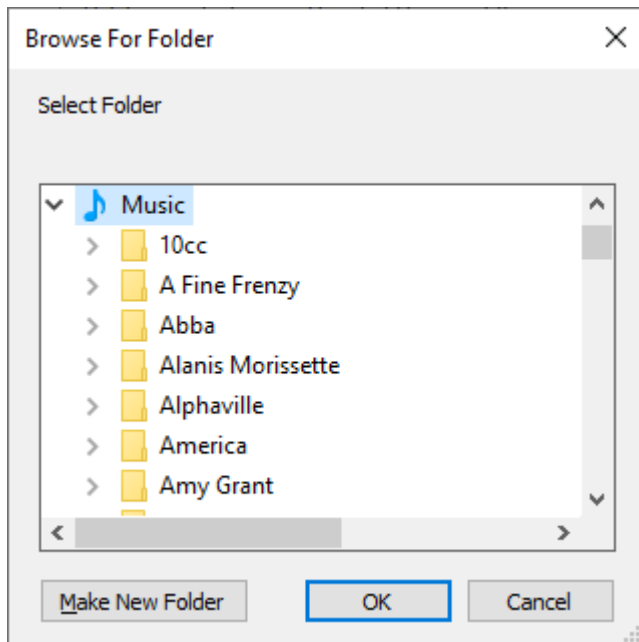 Browse For Folder
Select Folder
Music
10cc
A Fine Frenzy
Abba
Alanis Morissette
Alphaville
America
Amy Grant
Make New Folder OK Cancel